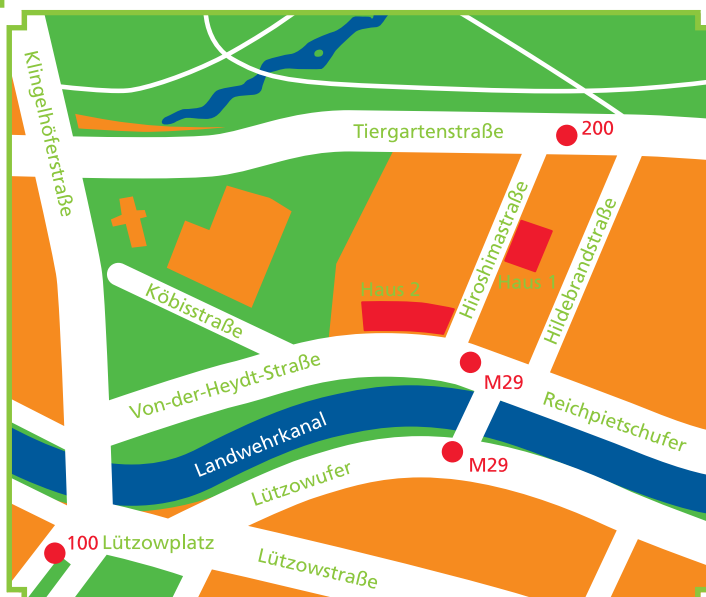 Klingelhöferstraße
Tiergartenstraße
200
Hiroshimastraße
Hildebrandstraße
Haus 1
Haus 2
Köbisstraße
Von-der-Heydt-Straße
M29
Reichpietschufer
Landwehrkanal
M29
Lützowufer
100 Lützowplatz
Lützowstraße